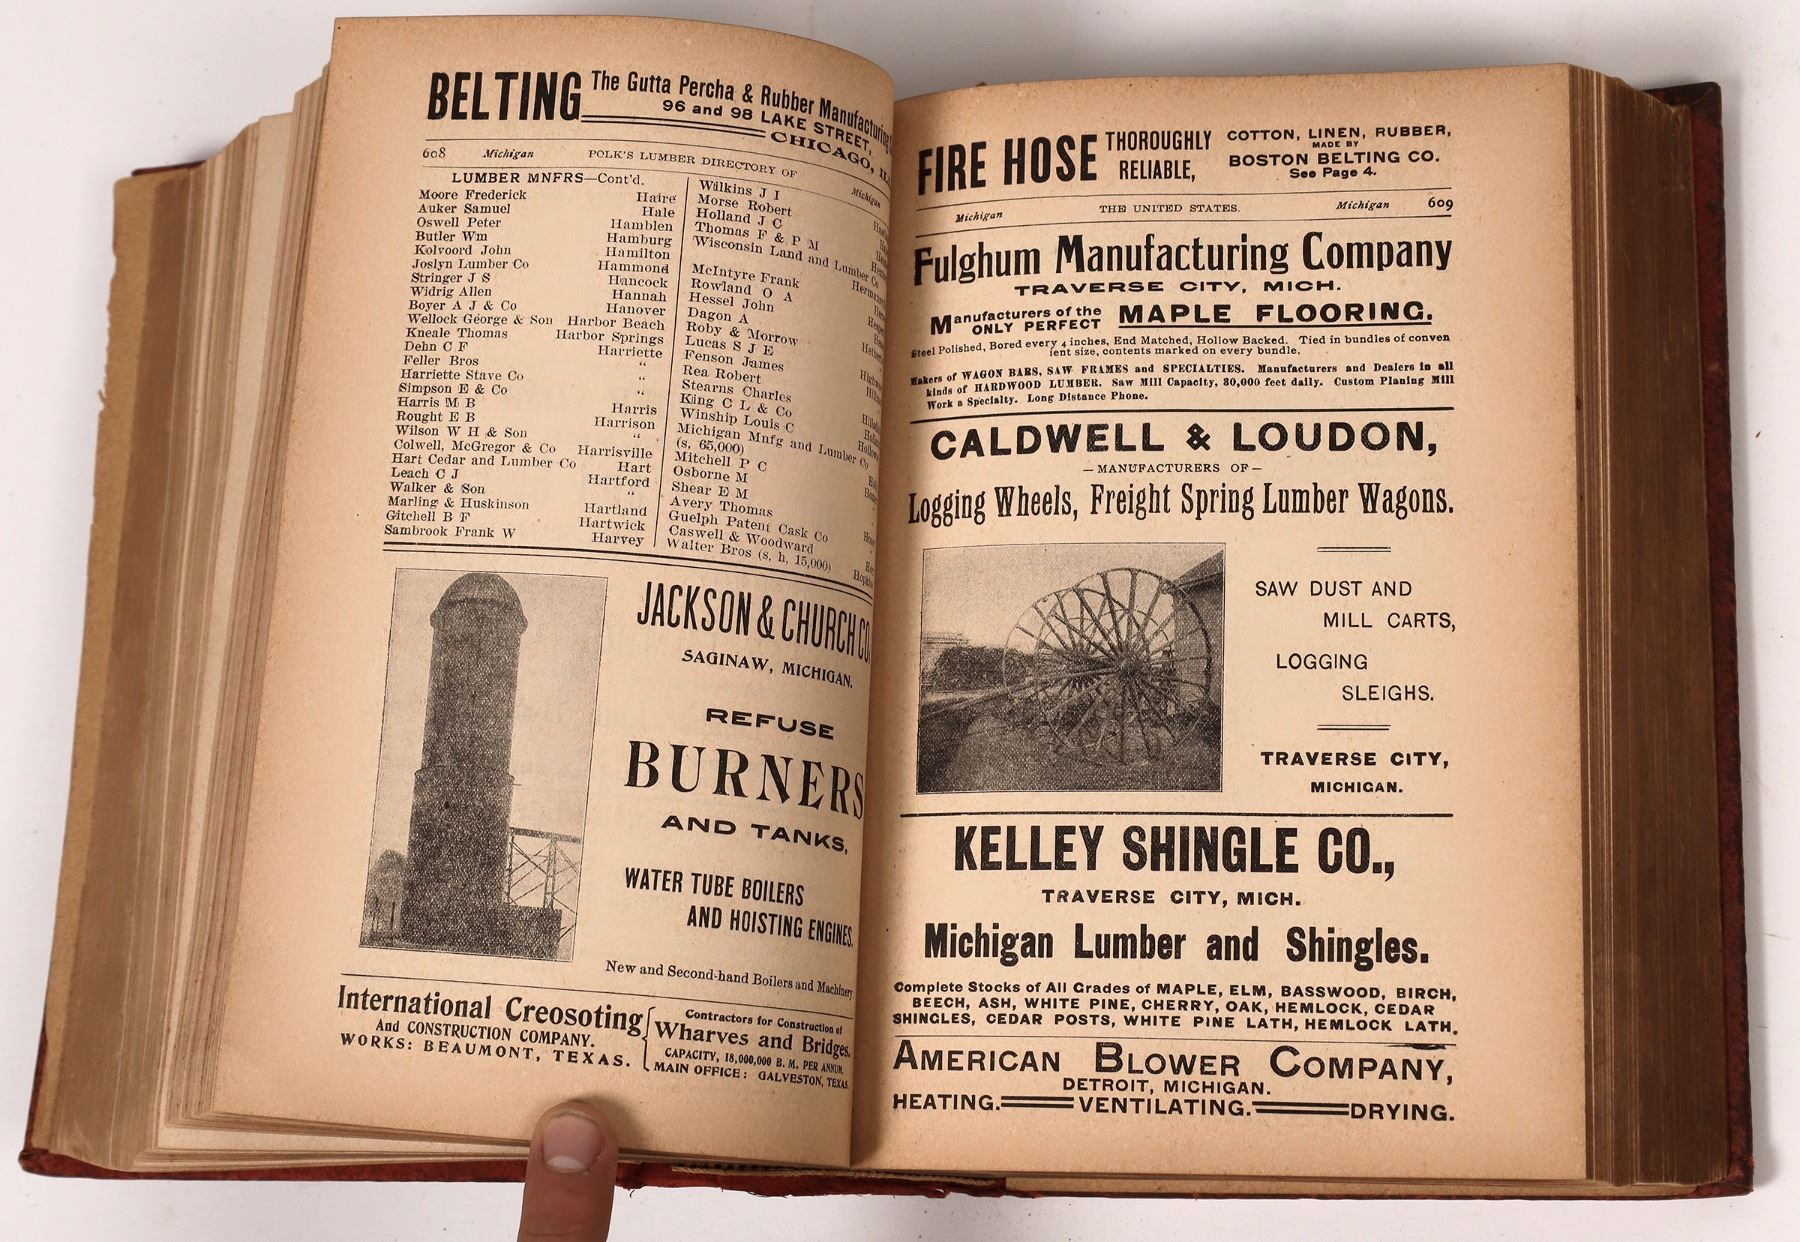 BELTING The Gutta Percha & Rubber Manufacturing
96 and 98 LAKE STREET,
CHICAGO, ILL
608 Michigan POLK'S LUMBER DIRECTORY OF Michigan
LUMBER MNFRS—Cont'd.
Moore Frederick Haire
Auker Samuel Hale
Oswell Peter Hamblen
Butler Wm Hamburg
Kolvoord John Hamilton
Joslyn Lumber Co Hammond
Stringer J S Hancock
Widrig Allen Hannah
Boyer A J & Co Hanover
Wellock George & Son Harbor Beach
Kneale Thomas Harbor Springs
Dehn C F Harriette
Feller Bros "
Harriette Stave Co "
Simpson E & Co "
Harris M B Harris
Rought E B Harrison
Wilson W H & Son "
Colwell, McGregor & Co Harrisville
Hart Cedar and Lumber Co Hart
Leach C J Hartford
Walker & Son "
Marling & Huskinson Hartland
Gitchell B F Hartwick
Sambrook Frank W Harvey
Wilkins J I
Morse Robert
Holland J C
Thomas F & P M
Wisconsin Land and Lumber Co
McIntyre Frank
Rowland O A
Hessel John
Dagon A
Roby & Morrow
Lucas S J E
Fenson James
Rea Robert
Stearns Charles
King C L & Co
Winship Louis C
Michigan Mnfg and Lumber Co
(s, 65,000)
Mitchell P C
Osborne M
Shear E M
Avery Thomas
Guelph Patent Cask Co
Caswell & Woodward
Walter Bros (s, h, 15,000)
JACKSON & CHURCH CO.
SAGINAW, MICHIGAN.
REFUSE
BURNERS
AND TANKS,
WATER TUBE BOILERS
AND HOISTING ENGINES.
New and Second-hand Boilers and Machinery
International Creosoting
And CONSTRUCTION COMPANY.
WORKS: BEAUMONT, TEXAS.
Contractors for Construction of
Wharves and Bridges.
CAPACITY, 18,000,000 B. M. PER ANNUM.
MAIN OFFICE: GALVESTON, TEXAS.
FIRE HOSE THOROUGHLY RELIABLE,
COTTON, LINEN, RUBBER,
MADE BY
BOSTON BELTING CO.
See Page 4.
Michigan THE UNITED STATES. Michigan 609
Fulghum Manufacturing Company
TRAVERSE CITY, MICH.
Manufacturers of the
ONLY PERFECT MAPLE FLOORING.
Steel Polished, Bored every 4 inches, End Matched, Hollow Backed. Tied in bundles of conven
ient size, contents marked on every bundle.
Makers of WAGON BARS, SAW FRAMES and SPECIALTIES. Manufacturers and Dealers in all
kinds of HARDWOOD LUMBER. Saw Mill Capacity, 30,000 feet daily. Custom Planing Mill
Work a Specialty. Long Distance Phone.
CALDWELL & LOUDON,
—MANUFACTURERS OF—
Logging Wheels, Freight Spring Lumber Wagons.
SAW DUST AND
MILL CARTS,
LOGGING
SLEIGHS.
TRAVERSE CITY,
MICHIGAN.
KELLEY SHINGLE CO.,
TRAVERSE CITY, MICH.
Michigan Lumber and Shingles.
Complete Stocks of All Grades of MAPLE, ELM, BASSWOOD, BIRCH,
BEECH, ASH, WHITE PINE, CHERRY, OAK, HEMLOCK, CEDAR
SHINGLES, CEDAR POSTS, WHITE PINE LATH, HEMLOCK LATH.
AMERICAN BLOWER COMPANY,
DETROIT, MICHIGAN.
HEATING. VENTILATING. DRYING.